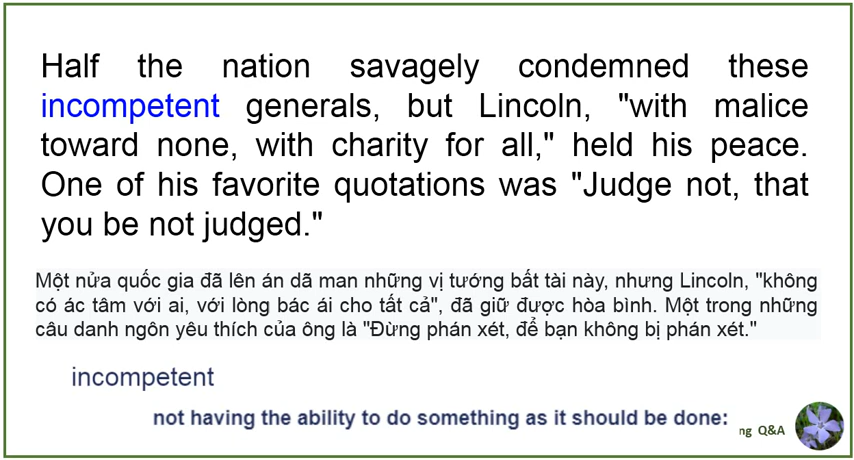 Half the nation savagely condemned these
incompetent generals, but Lincoln, "with malice
toward none, with charity for all," held his peace.
One of his favorite quotations was "Judge not, that
you be not judged."
Một nửa quốc gia đã lên án dã man những vị tướng bất tài này, nhưng Lincoln, "không
có ác tâm với ai, với lòng bác ái cho tất cả", đã giữ được hòa bình. Một trong những
câu danh ngôn yêu thích của ông là "Đừng phán xét, để bạn không bị phán xét."
incompetent
not having the ability to do something as it should be done:
ng Q&A